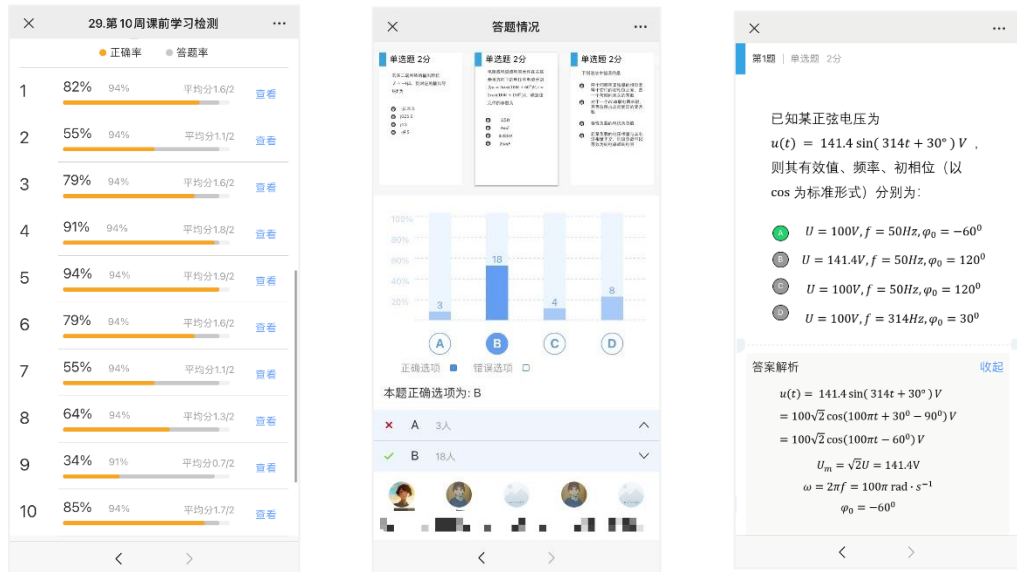 29.第10周课前学习检测
正确率 答题率
1 82% 94% 平均分1.6/2 查看
2 55% 94% 平均分1.1/2 查看
3 79% 94% 平均分1.6/2 查看
4 91% 94% 平均分1.8/2 查看
5 94% 94% 平均分1.9/2 查看
6 79% 94% 平均分1.6/2 查看
7 55% 94% 平均分1.1/2 查看
8 64% 94% 平均分1.3/2 查看
9 34% 91% 平均分0.7/2 查看
10 85% 94% 平均分1.7/2 查看
答题情况
单选题 2分 单选题 2分 单选题 2分
100%
80%
60%
40%
20%
3 18 4 8
A B C D
正确选项 错误选项
本题正确选项为: B
A 3人
B 18人
第1题 | 单选题 2分
已知某正弦电压为
u(t) = 141.4 sin( 314t + 30° ) V ，
则其有效值、频率、初相位（以
cos 为标准形式）分别为：
A U = 100V, f = 50Hz, φ₀ = −60⁰
B U = 141.4V, f = 50Hz, φ₀ = 120⁰
C U = 100V, f = 50Hz, φ₀ = 120⁰
D U = 100V, f = 314Hz, φ₀ = 30⁰
答案解析 收起
u(t) = 141.4 sin( 314t + 30° ) V
= 100√2 cos(100πt + 30⁰ − 90⁰) V
= 100√2 cos(100πt − 60⁰) V
Uₘ = √2U = 141.4V
ω = 2πf = 100π rad · s⁻¹
φ₀ = −60⁰